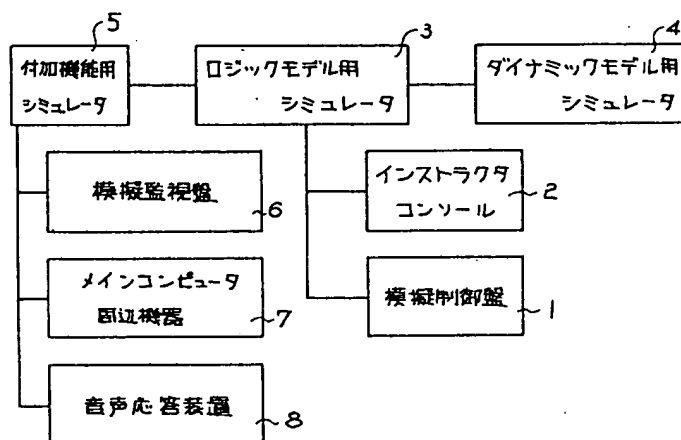 5
付加機能用
シミュレータ
3
ロジックモデル用
シミュレータ
4
ダイナミックモデル用
シミュレータ
模擬監視盤
6
インストラクタ
コンソール
2
メインコンピュータ
周辺機器
7
模擬制御盤
1
音声応答装置
8